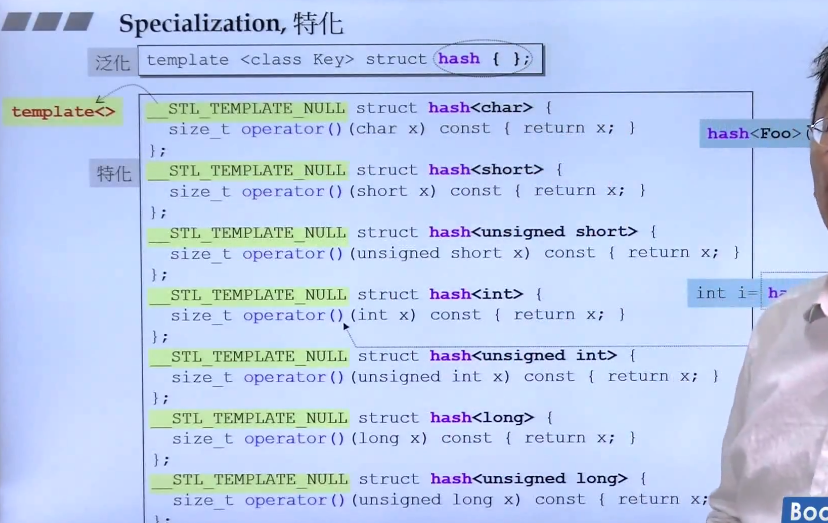 Specialization, 特化
泛化
template <class Key> struct hash { };
template<>
特化
__STL_TEMPLATE_NULL struct hash<char> {
size_t operator()(char x) const { return x; }
};
__STL_TEMPLATE_NULL struct hash<short> {
size_t operator()(short x) const { return x; }
};
__STL_TEMPLATE_NULL struct hash<unsigned short> {
size_t operator()(unsigned short x) const { return x; }
};
__STL_TEMPLATE_NULL struct hash<int> {
size_t operator()(int x) const { return x; }
};
__STL_TEMPLATE_NULL struct hash<unsigned int> {
size_t operator()(unsigned int x) const { return x; }
};
__STL_TEMPLATE_NULL struct hash<long> {
size_t operator()(long x) const { return x; }
};
__STL_TEMPLATE_NULL struct hash<unsigned long> {
size_t operator()(unsigned long x) const { return x;
};
hash<Foo>(
int i= ha
Boo